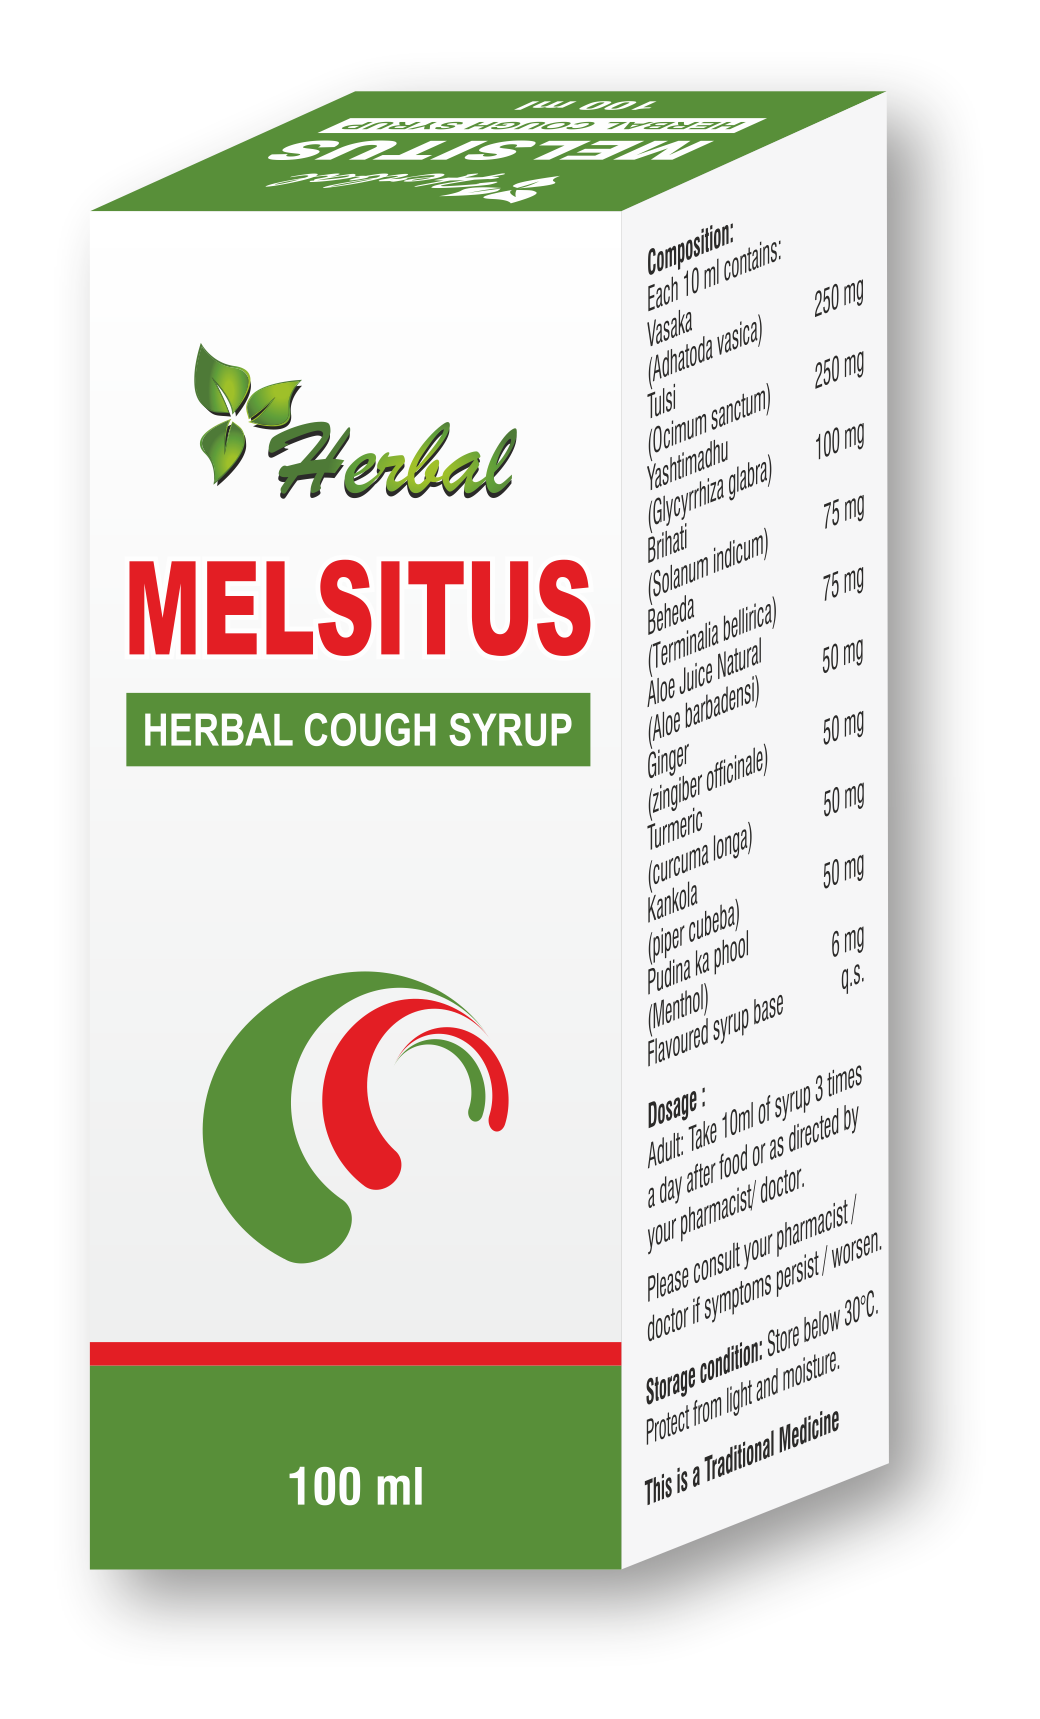 Herbal
MELSITUS
HERBAL COUGH SYRUP
100 ml
Herbal
MELSITUS
HERBAL COUGH SYRUP
100 ml
Composition:
Each 10 ml contains:
Vasaka 250 mg
(Adhatoda vasica)
Tulsi 250 mg
(Ocimum sanctum)
Yashtimadhu 100 mg
(Glycyrrhiza glabra)
Brihati 75 mg
(Solanum indicum)
Beheda 75 mg
(Terminalia bellirica)
Aloe Juice Natural 50 mg
(Aloe barbadensi)
Ginger 50 mg
(zingiber officinale)
Turmeric 50 mg
(curcuma longa)
Kankola 50 mg
(piper cubeba)
Pudina ka phool 6 mg
(Menthol)
Flavoured syrup base q.s.
Dosage :
Adult: Take 10ml of syrup 3 times
a day after food or as directed by
your pharmacist/ doctor.
Please consult your pharmacist /
doctor if symptoms persist / worsen.
Storage condition: Store below 30°C.
Protect from light and moisture.
This is a Traditional Medicine